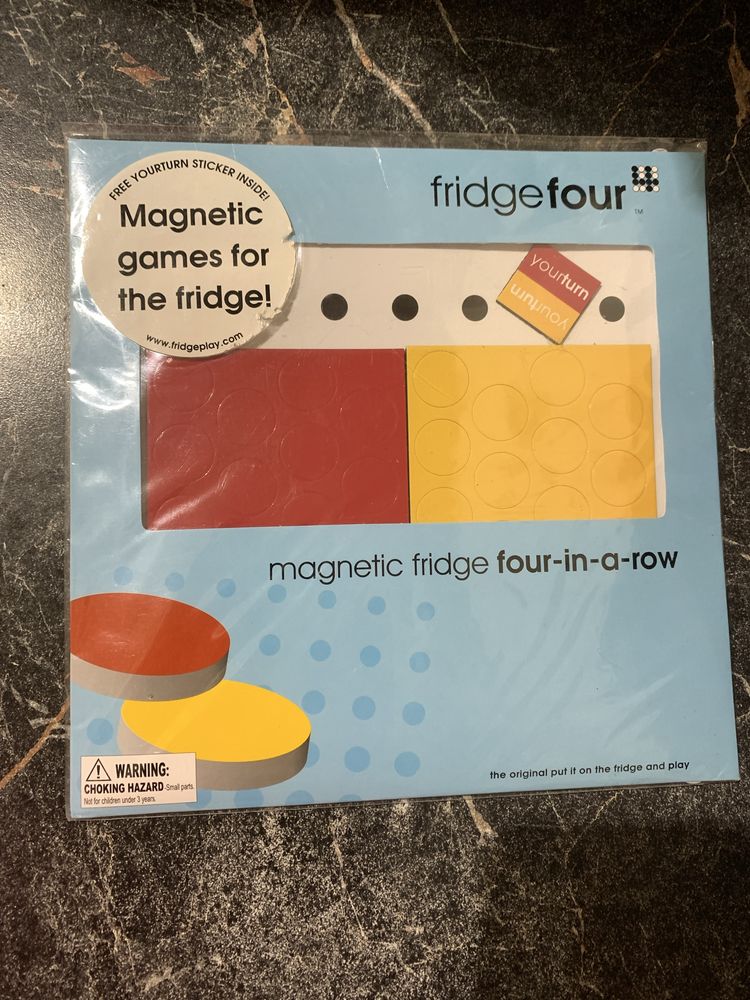 FREE YOURTURN STICKER INSIDE!
Magnetic
games for
the fridge!
www.fridgeplay.com
fridgefour
TM
yourturn
yourturn
magnetic fridge four-in-a-row
WARNING:
CHOKING HAZARD-Small parts.
Not for children under 3 years.
the original put it on the fridge and play